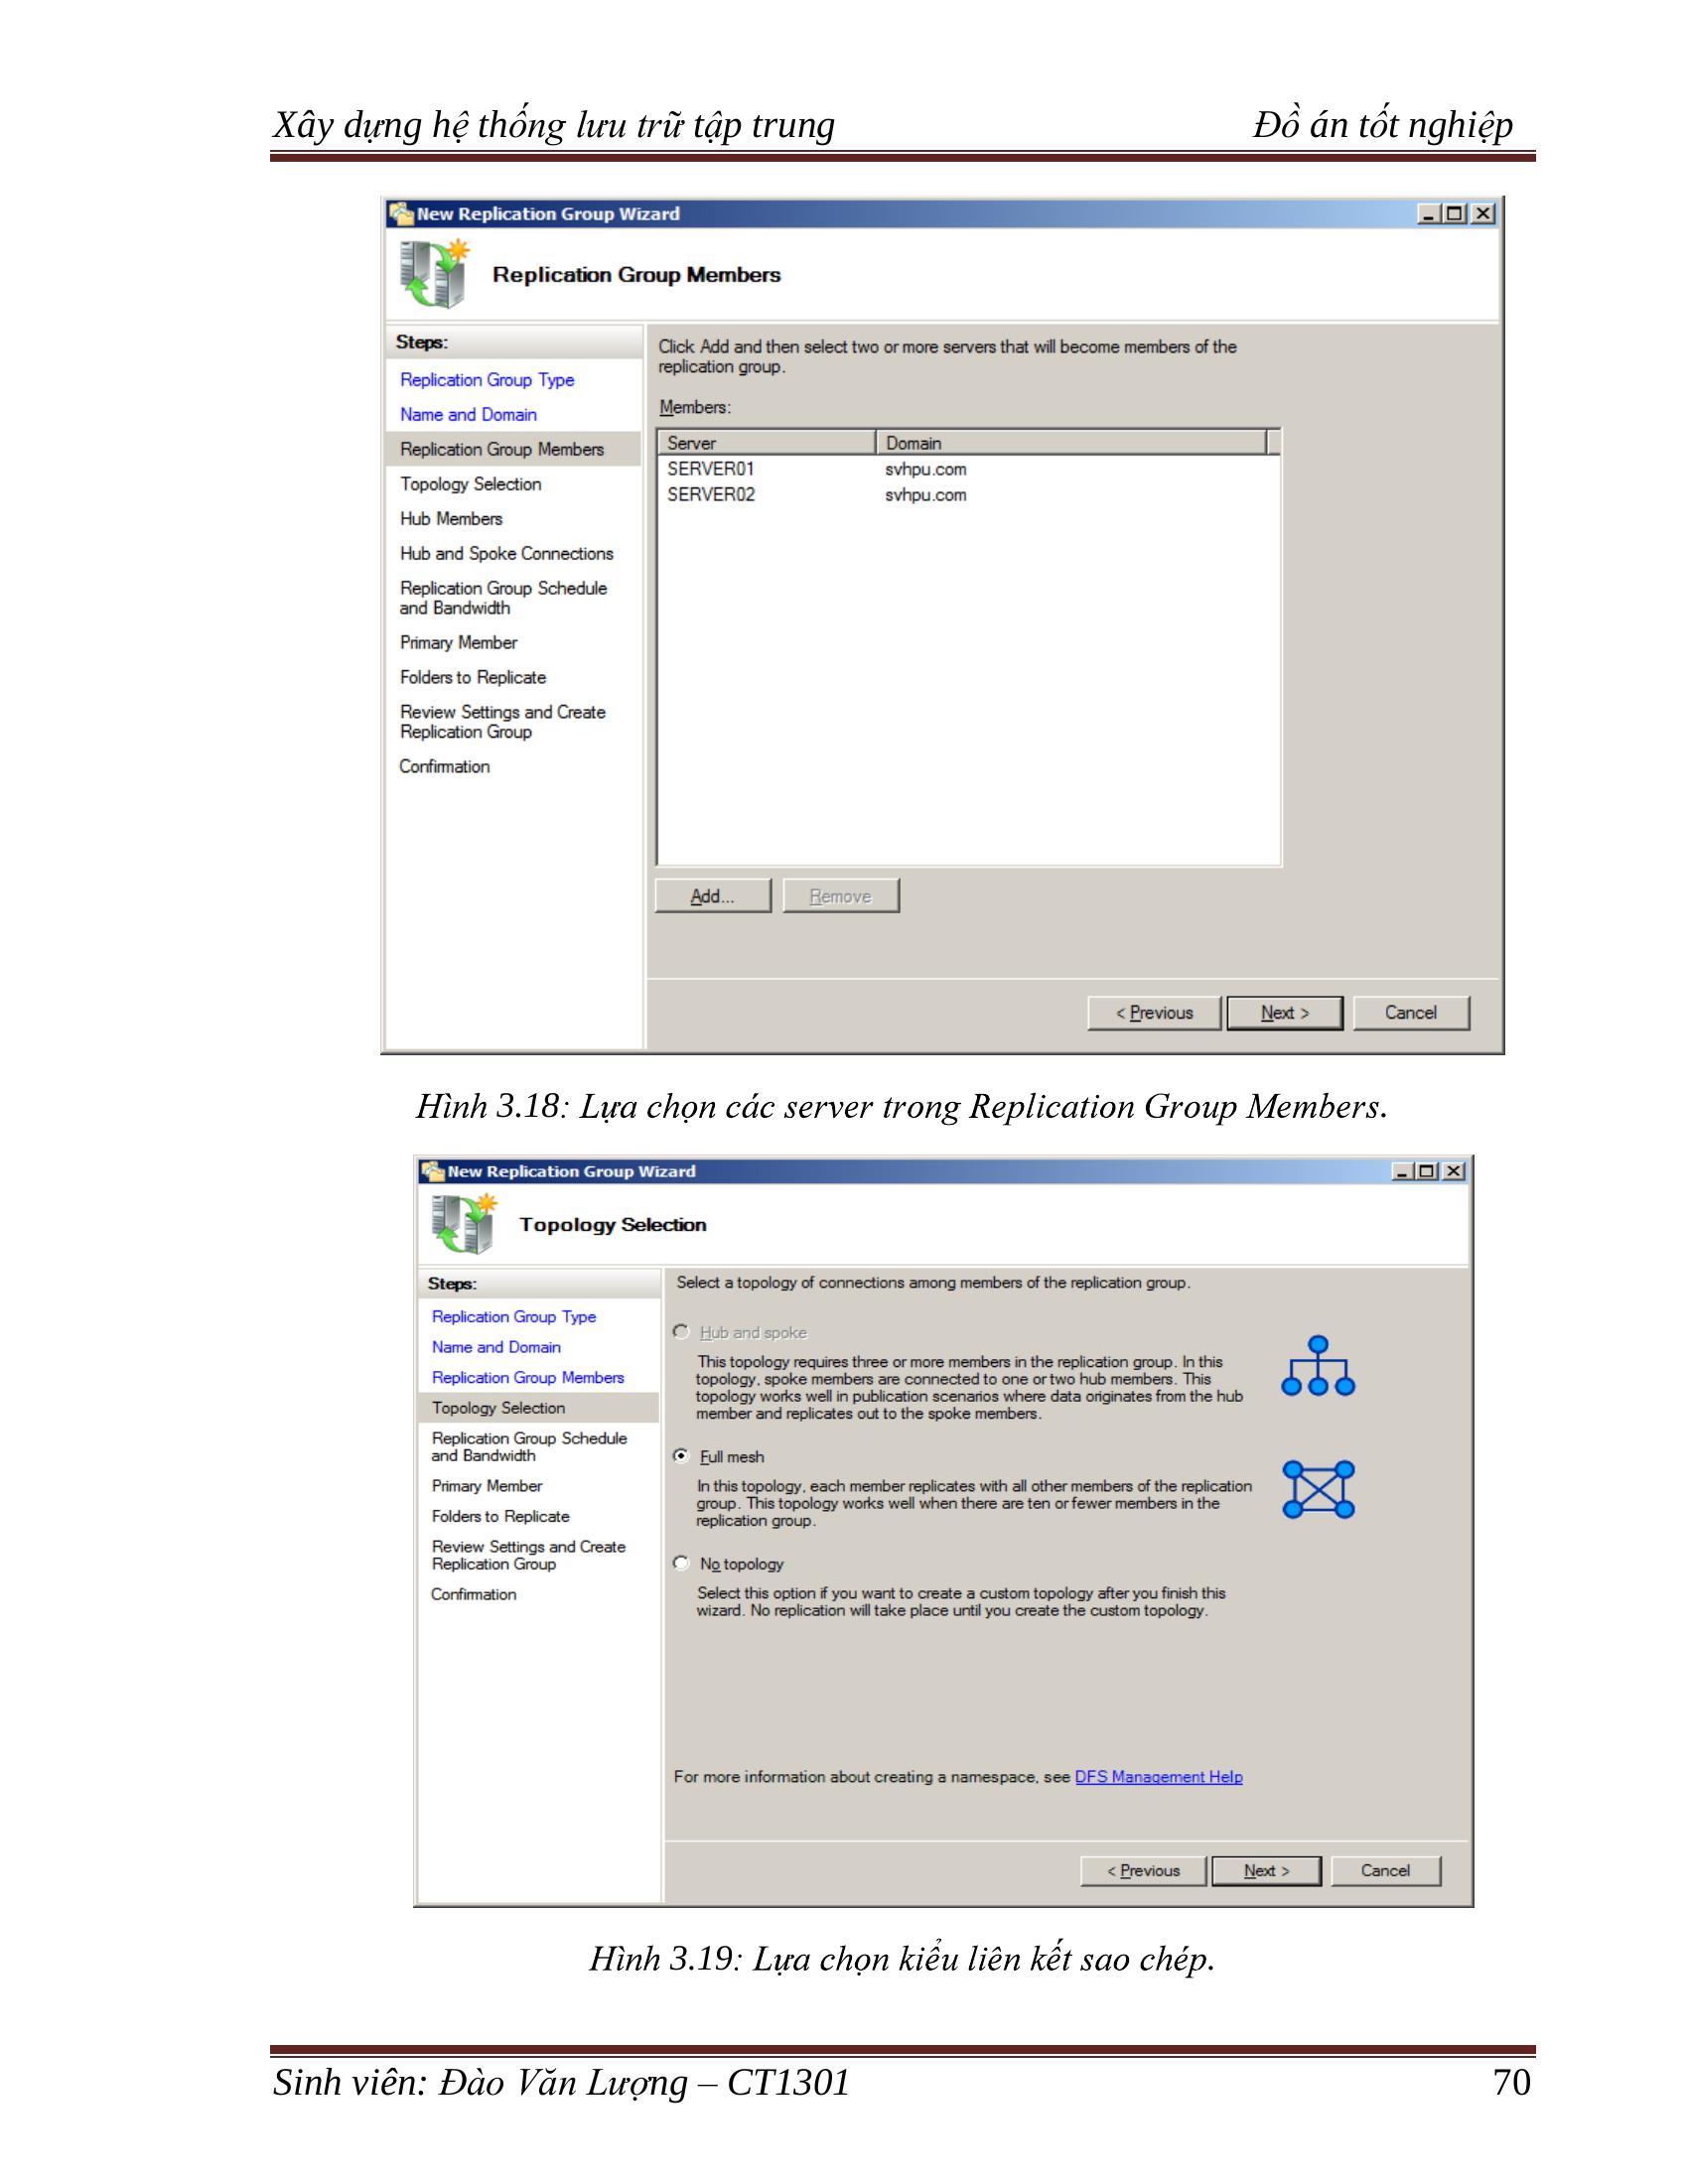 Xây dựng hệ thống lưu trữ tập trung Đồ án tốt nghiệp
New Replication Group Wizard
Replication Group Members
Steps:
Replication Group Type
Name and Domain
Replication Group Members
Topology Selection
Hub Members
Hub and Spoke Connections
Replication Group Schedule
and Bandwidth
Primary Member
Folders to Replicate
Review Settings and Create
Replication Group
Confirmation
Click Add and then select two or more servers that will become members of the
replication group.
Members:
Server Domain
SERVER01 svhpu.com
SERVER02 svhpu.com
Add... Remove
< Previous Next > Cancel
Hình 3.18: Lựa chọn các server trong Replication Group Members.
New Replication Group Wizard
Topology Selection
Steps:
Replication Group Type
Name and Domain
Replication Group Members
Topology Selection
Replication Group Schedule
and Bandwidth
Primary Member
Folders to Replicate
Review Settings and Create
Replication Group
Confirmation
Select a topology of connections among members of the replication group.
Hub and spoke
This topology requires three or more members in the replication group. In this
topology, spoke members are connected to one or two hub members. This
topology works well in publication scenarios where data originates from the hub
member and replicates out to the spoke members.
Full mesh
In this topology, each member replicates with all other members of the replication
group. This topology works well when there are ten or fewer members in the
replication group.
No topology
Select this option if you want to create a custom topology after you finish this
wizard. No replication will take place until you create the custom topology.
For more information about creating a namespace, see DFS Management Help
< Previous Next > Cancel
Hình 3.19: Lựa chọn kiểu liên kết sao chép.
Sinh viên: Đào Văn Lượng – CT1301 70